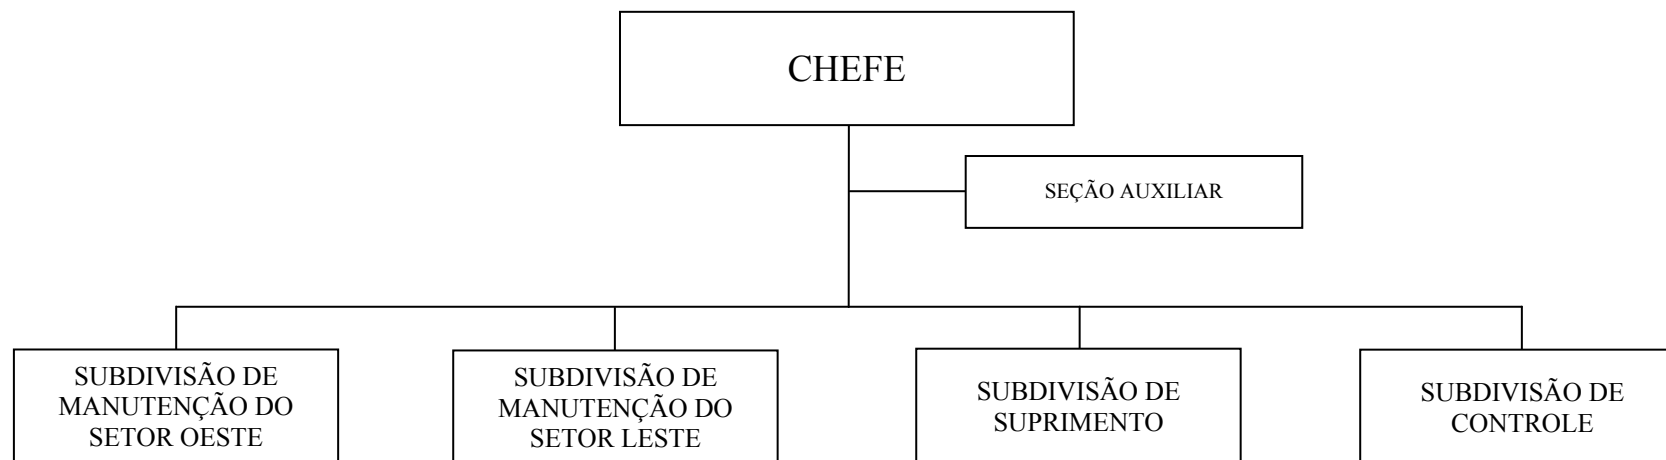 CHEFE
SEÇÃO AUXILIAR
SUBDIVISÃO DE
MANUTENÇÃO DO
SETOR OESTE
SUBDIVISÃO DE
MANUTENÇÃO DO
SETOR LESTE
SUBDIVISÃO DE
SUPRIMENTO
SUBDIVISÃO DE
CONTROLE